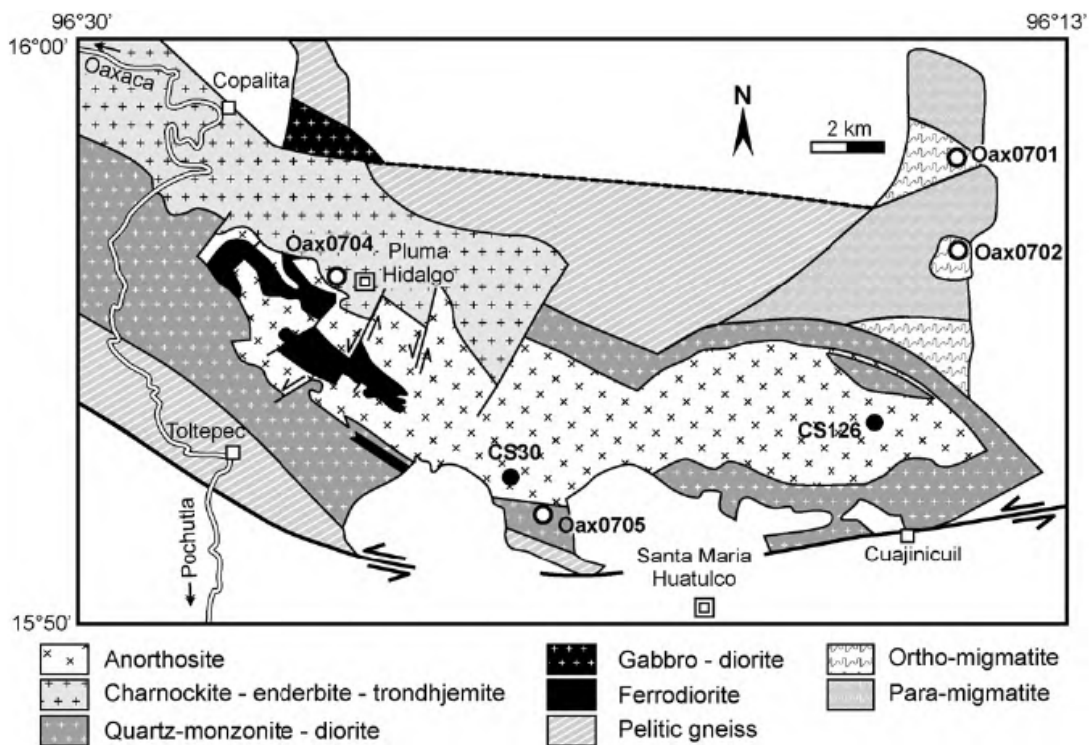 96°30'
96°13'
16°00'
Oaxaca
Copalita
N
2 km
Oax0701
Oax0704
Pluma
Hidalgo
Oax0702
Toltepec
CS30
CS126
Oax0705
Pochutla
Santa Maria
Huatulco
Cuajinicuil
15°50'
Anorthosite
Charnockite - enderbite - trondhjemite
Quartz-monzonite - diorite
Gabbro - diorite
Ferrodiorite
Pelitic gneiss
Ortho-migmatite
Para-migmatite